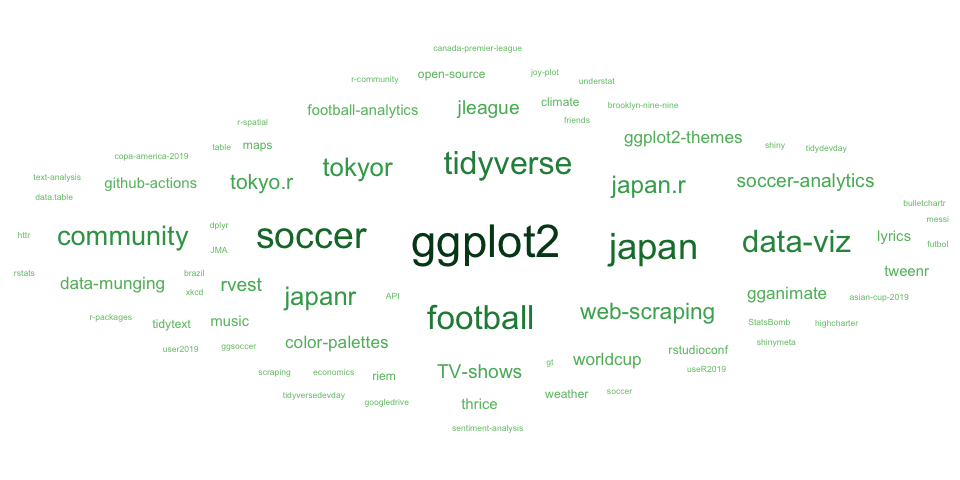 canada-premier-league
r-community open-source joy-plot understat
football-analytics jleague climate brooklyn-nine-nine
r-spatial friends
ggplot2-themes
table maps shiny tidydevday
copa-america-2019 tokyor tidyverse
text-analysis github-actions tokyo.r japan.r soccer-analytics
data.table bulletchartr
dplyr messi
httr community soccer ggplot2 japan data-viz lyrics futbol
JMA
rstats brazil tweenr
data-munging xkcd rvest japanr API gganimate asian-cup-2019
r-packages tidytext music football web-scraping StatsBomb highcharter
user2019 ggsoccer color-palettes rstudioconf shinymeta
gt worldcup useR2019
scraping economics riem TV-shows
tidyversedevday googledrive thrice weather soccer
sentiment-analysis